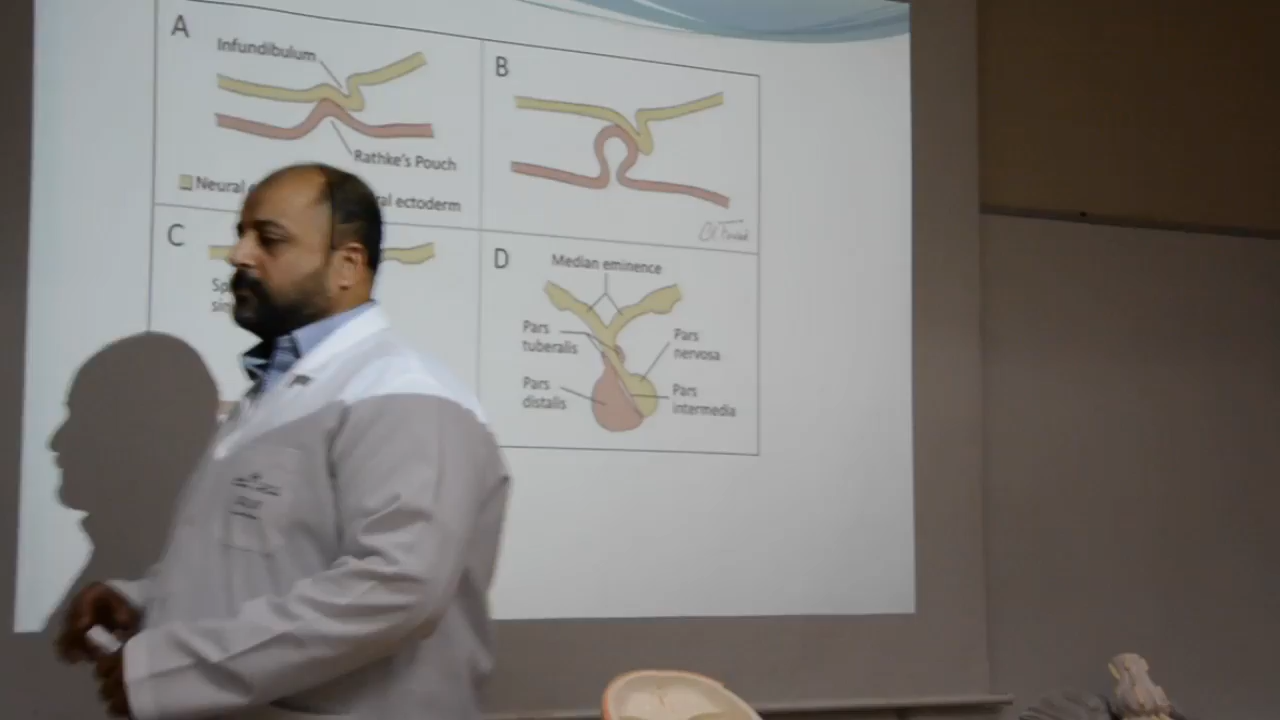 A
Infundibulum
Rathke's Pouch
Neural
ectoderm
B
C
D
Median eminence
Pars
tuberalis
Pars
nervosa
Pars
distalis
Pars
intermedia